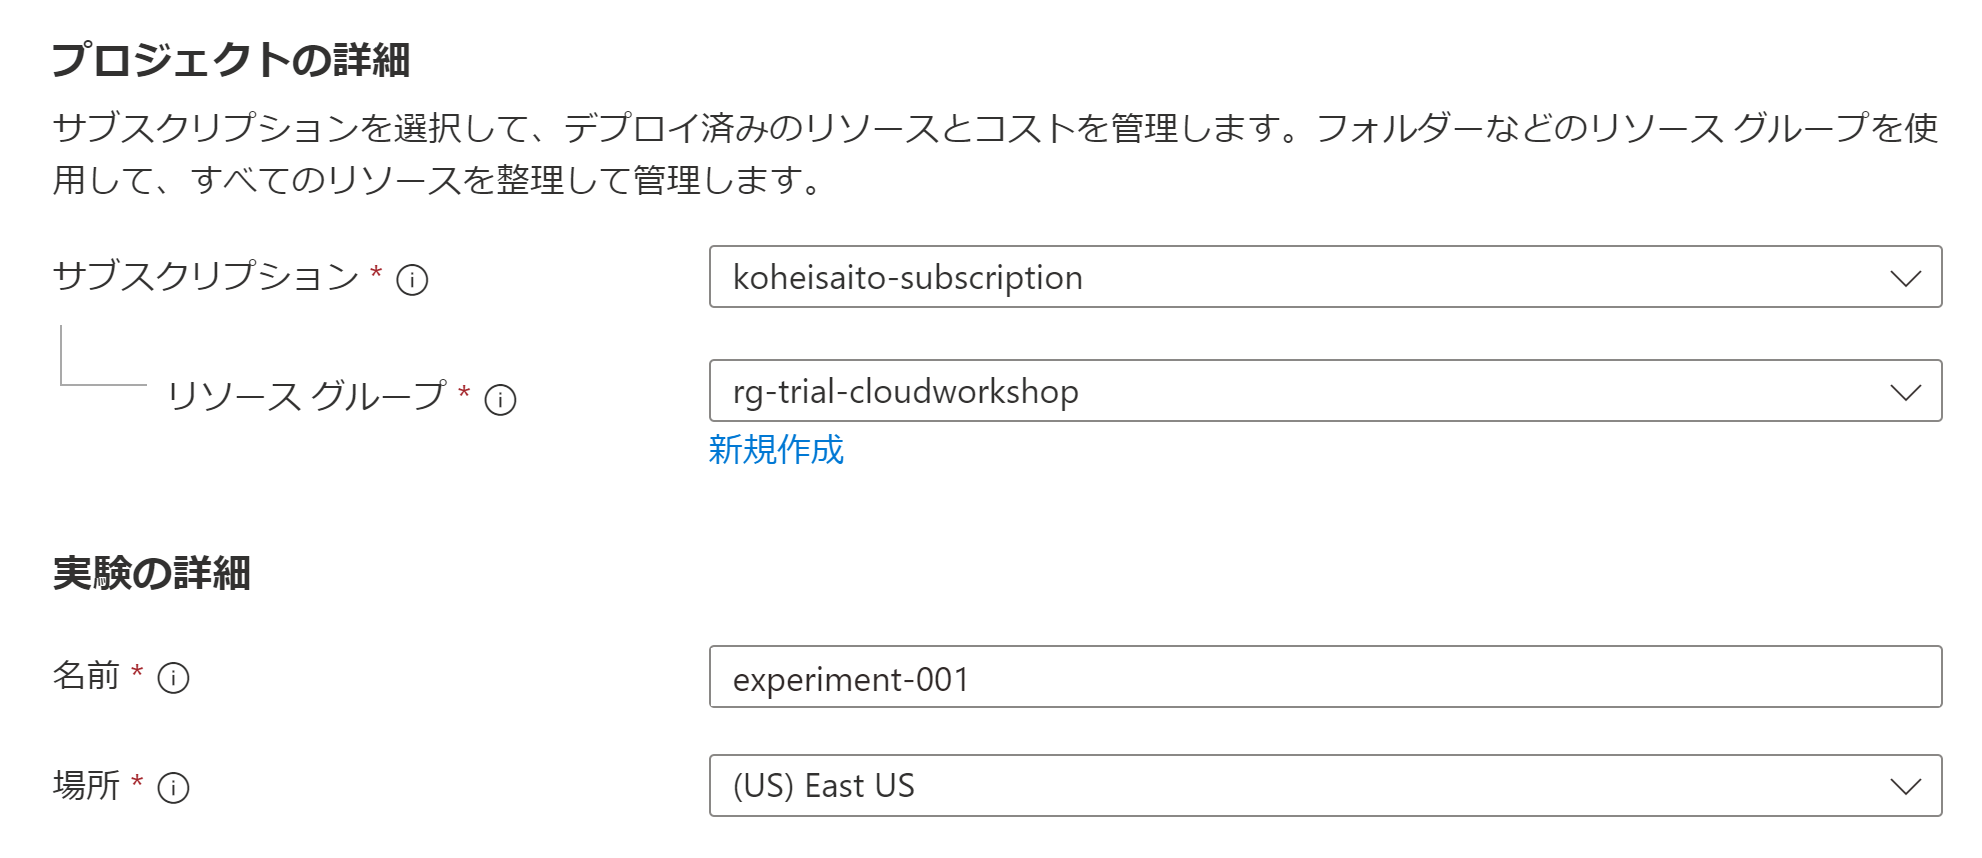 プロジェクトの詳細
サブスクリプションを選択して、デプロイ済みのリソースとコストを管理します。フォルダーなどのリソース グループを使
用して、すべてのリソースを整理して管理します。
サブスクリプション *
koheisaito-subscription
リソース グループ *
rg-trial-cloudworkshop
新規作成
実験の詳細
名前 *
experiment-001
場所 *
(US) East US